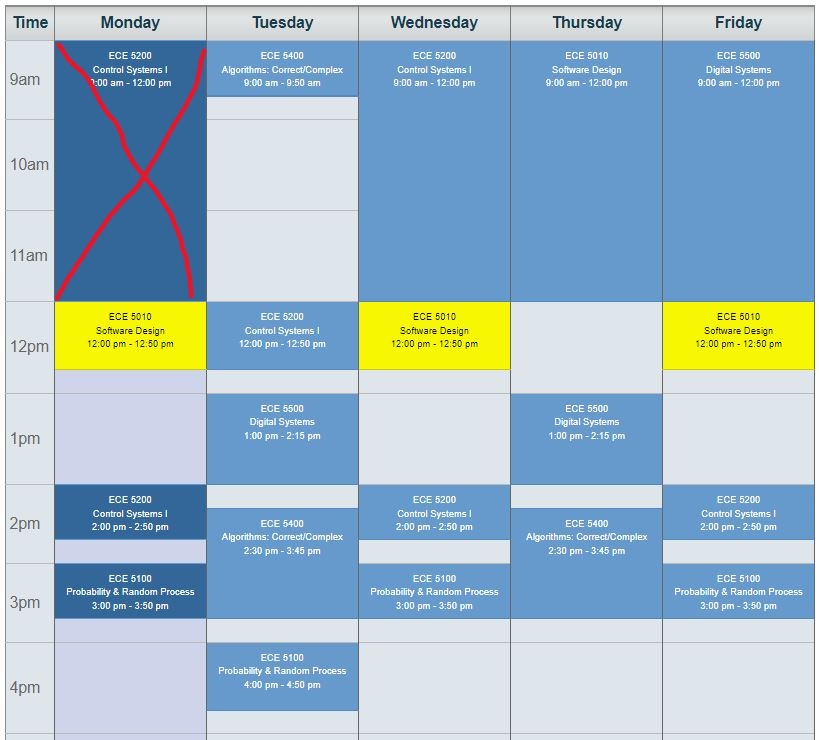 Time Monday Tuesday Wednesday Thursday Friday
9am
ECE 5200
Control Systems I
9:00 am - 12:00 pm
ECE 5400
Algorithms: Correct/Complex
9:00 am - 9:50 am
ECE 5200
Control Systems I
9:00 am - 12:00 pm
ECE 5010
Software Design
9:00 am - 12:00 pm
ECE 5500
Digital Systems
9:00 am - 12:00 pm
10am
11am
12pm
ECE 5010
Software Design
12:00 pm - 12:50 pm
ECE 5200
Control Systems I
12:00 pm - 12:50 pm
ECE 5010
Software Design
12:00 pm - 12:50 pm
ECE 5010
Software Design
12:00 pm - 12:50 pm
1pm
ECE 5500
Digital Systems
1:00 pm - 2:15 pm
ECE 5500
Digital Systems
1:00 pm - 2:15 pm
2pm
ECE 5200
Control Systems I
2:00 pm - 2:50 pm
ECE 5400
Algorithms: Correct/Complex
2:30 pm - 3:45 pm
ECE 5200
Control Systems I
2:00 pm - 2:50 pm
ECE 5400
Algorithms: Correct/Complex
2:30 pm - 3:45 pm
ECE 5200
Control Systems I
2:00 pm - 2:50 pm
3pm
ECE 5100
Probability & Random Process
3:00 pm - 3:50 pm
ECE 5100
Probability & Random Process
3:00 pm - 3:50 pm
ECE 5100
Probability & Random Process
3:00 pm - 3:50 pm
4pm
ECE 5100
Probability & Random Process
4:00 pm - 4:50 pm